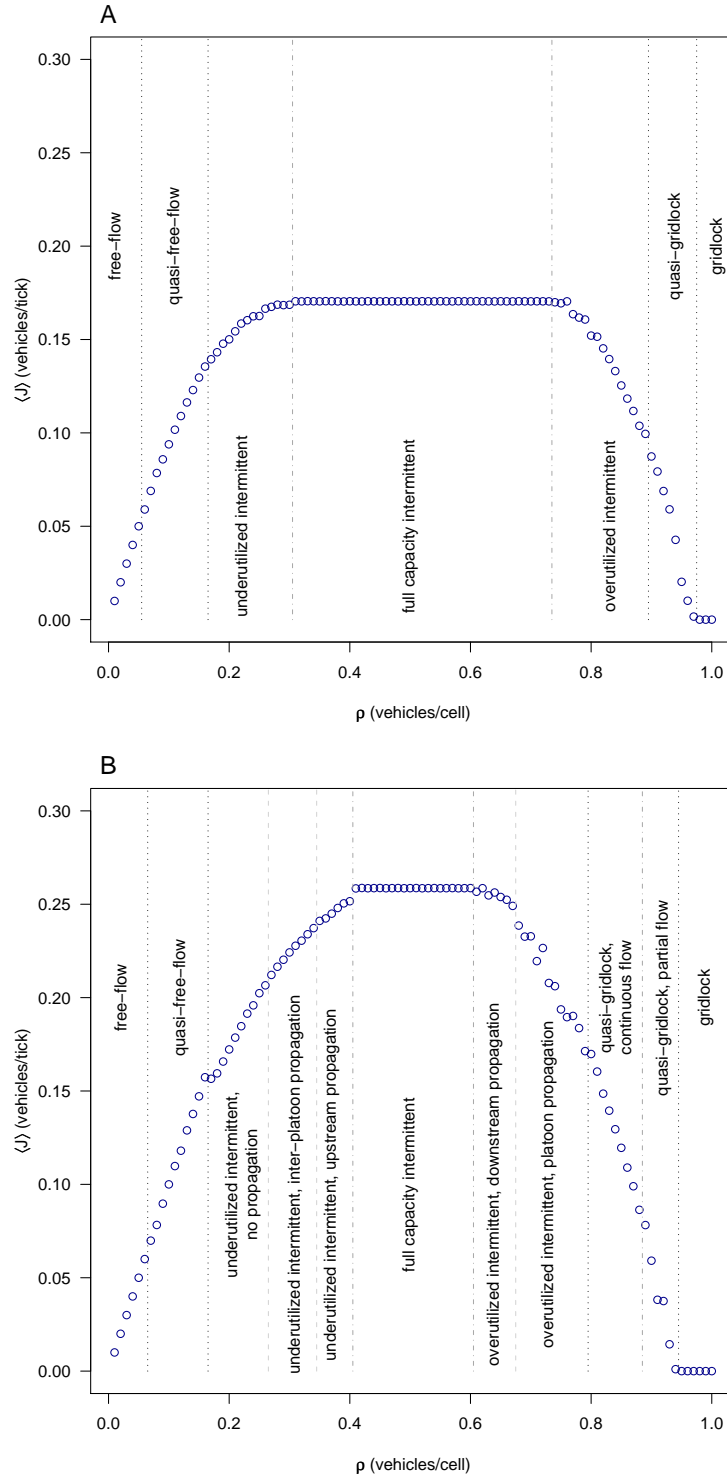 A
0.30
0.25
0.20
0.15
0.10
0.05
0.00
⟨J⟩ (vehicles/tick)
free−flow
quasi−free−flow
underutilized intermittent
full capacity intermittent
overutilized intermittent
quasi−gridlock
gridlock
0.0 0.2 0.4 0.6 0.8 1.0
ρ (vehicles/cell)
B
0.30
0.25
0.20
0.15
0.10
0.05
0.00
⟨J⟩ (vehicles/tick)
free−flow
quasi−free−flow
underutilized intermittent,
no propagation
underutilized intermittent, inter−platoon propagation
underutilized intermittent, upstream propagation
full capacity intermittent
overutilized intermittent, downstream propagation
overutilized intermittent, platoon propagation
quasi−gridlock,
continuous flow
quasi−gridlock, partial flow
gridlock
0.0 0.2 0.4 0.6 0.8 1.0
ρ (vehicles/cell)